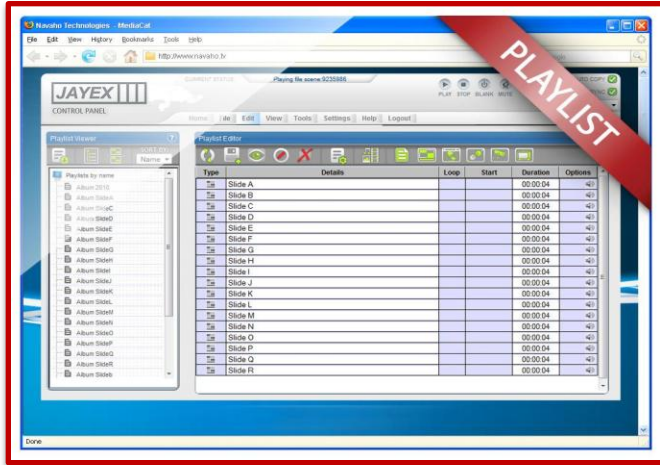 Navaho Technologies - MediaCat
File Edit View History Bookmarks Tools Help
http://www.navaho.tv
PLAYLIST
JAYEX
CONTROL PANEL:
CURRENT STATUS
Playing file scene:9235986
PLAY STOP BLANK MUTE
COPY
Home Edit View Tools Settings Help Logout
Playlist Viewer
SORT BY:
Name
Playlists by name
Album 2010
Album SlideC
Album SlideD
Album SlideE
Album SlideF
Album SlideG
Album SlideH
Album SlideI
Album SlideJ
Album SlideK
Album SlideL
Album SlideM
Album SlideN
Album SlideO
Album SlideP
Album SlideQ
Album SlideR
Playlist Editor
Type Details Loop Start Duration Options
Slide A 00:00:04
Slide B 00:00:04
Slide C 00:00:04
Slide D 00:00:04
Slide E 00:00:04
Slide F 00:00:04
Slide G 00:00:04
Slide H 00:00:04
Slide I 00:00:04
Slide J 00:00:04
Slide K 00:00:04
Slide L 00:00:04
Slide M 00:00:04
Slide N 00:00:04
Slide O 00:00:04
Slide P 00:00:04
Slide Q 00:00:04
Slide R 00:00:04
Done